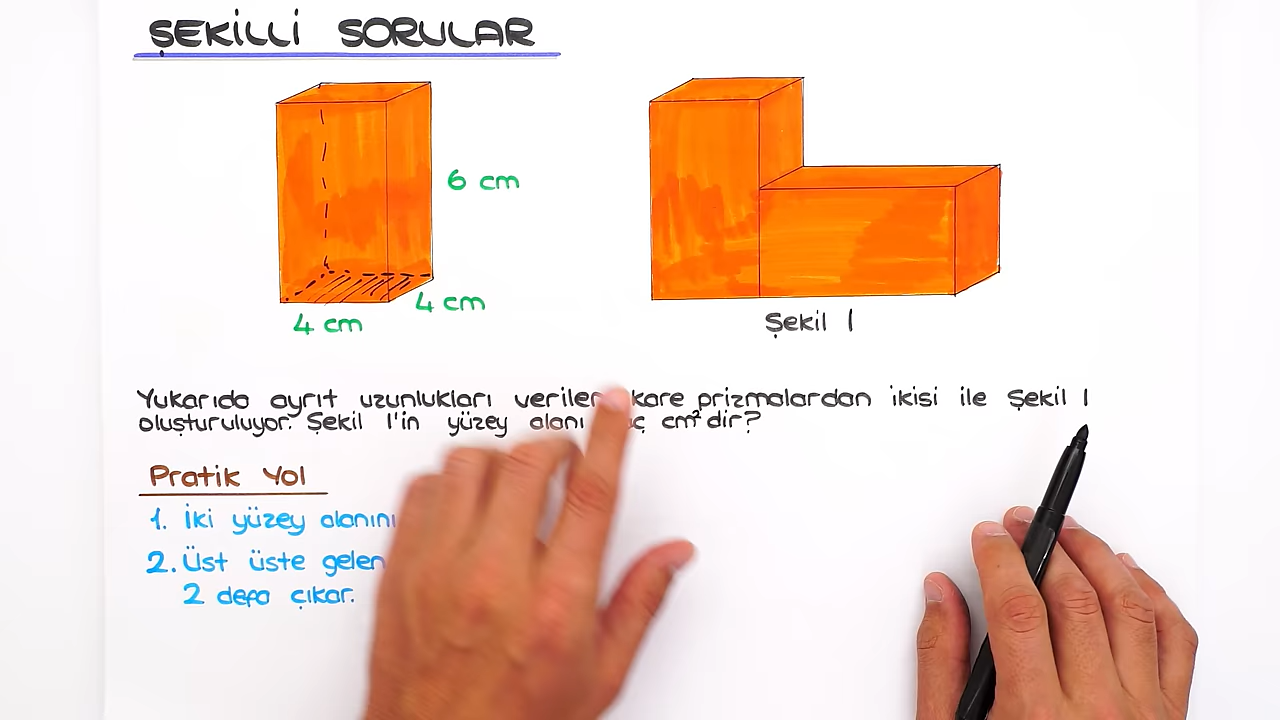 ŞEKİLLİ SORULAR
6 cm
4 cm
4 cm
Şekil 1
Yukarıda ayrıt uzunlukları verilen kare prizmalardan ikisi ile Şekil 1
oluşturuluyor. Şekil 1'in yüzey alanı cm² dir?
Pratik Yol
1. İki yüzey alanını
2. Üst üste gelen
2 defa çıkar.